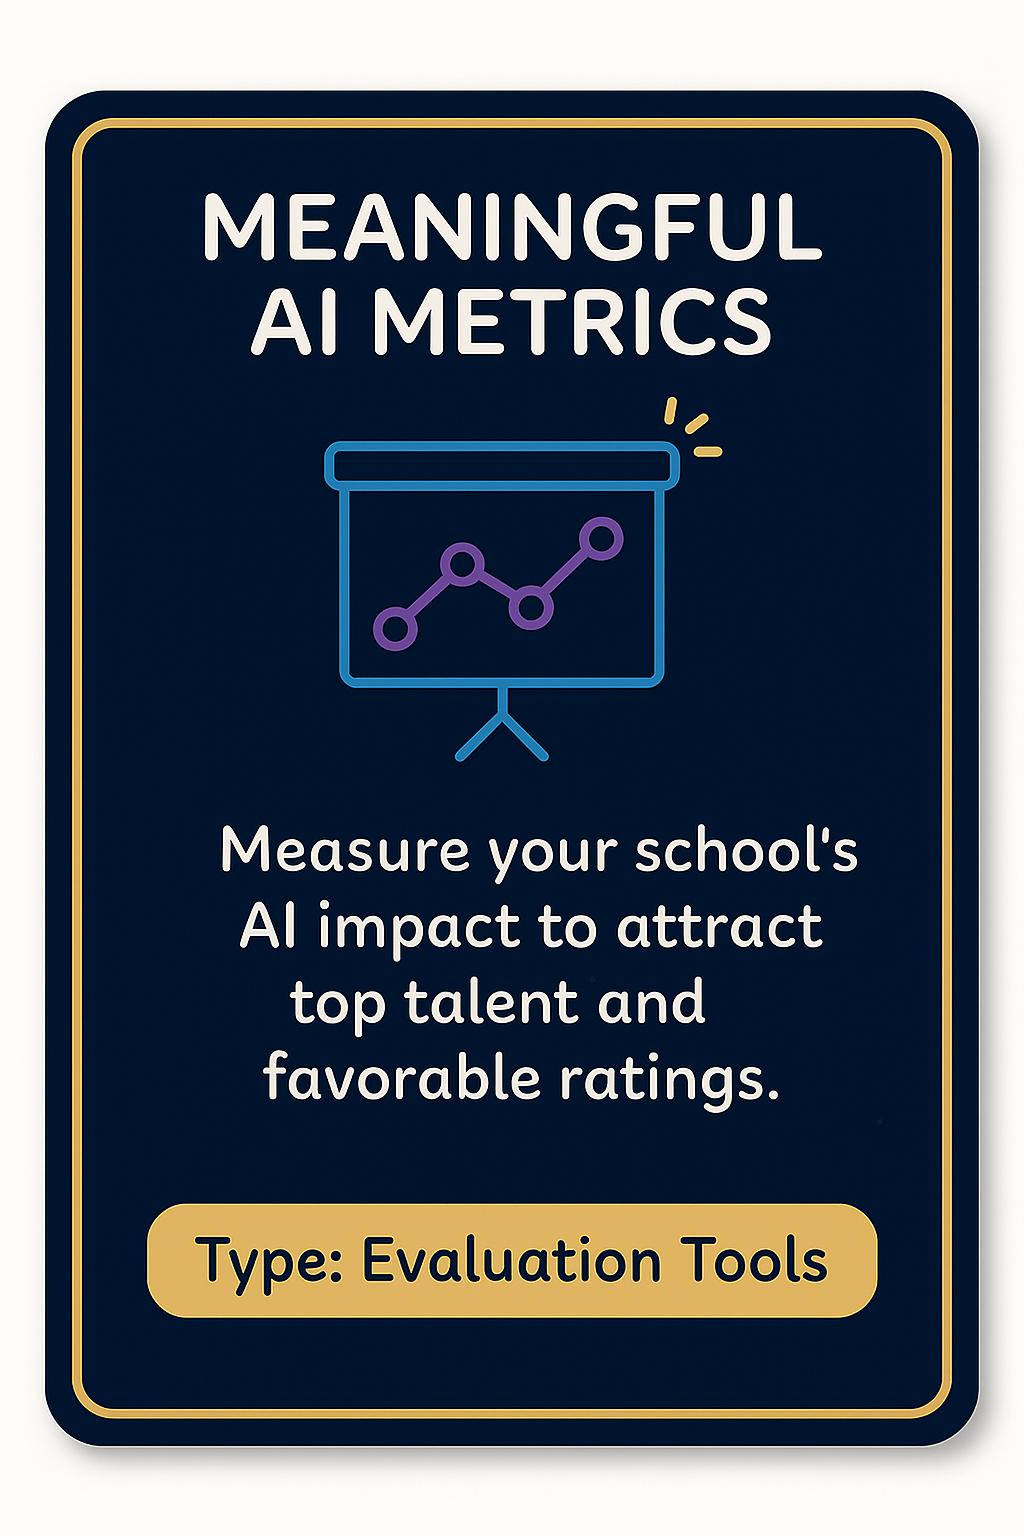 MEANINGFUL
AI METRICS
Measure your school's
AI impact to attract
top talent and
favorable ratings.
Type: Evaluation Tools